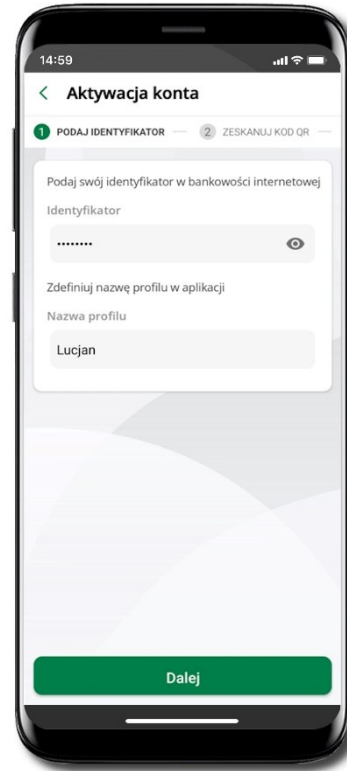 14:59
Aktywacja konta
1 PODAJ IDENTYFIKATOR 2 ZESKANUJ KOD QR
Podaj swój identyfikator w bankowości internetowej
Identyfikator
••••••••
Zdefiniuj nazwę profilu w aplikacji
Nazwa profilu
Lucjan
Dalej